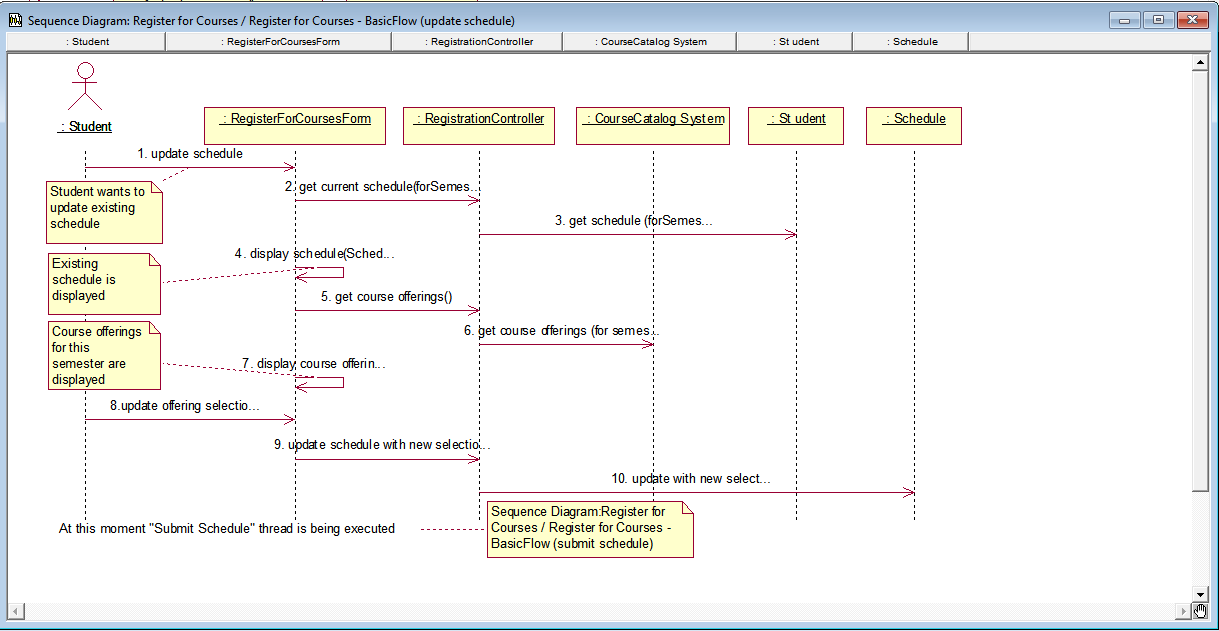 Sequence Diagram: Register for Courses / Register for Courses - BasicFlow (update schedule)
: Student
: RegisterForCoursesForm
: RegistrationController
: CourseCatalog System
: St udent
: Schedule
: Student
: RegisterForCoursesForm
: RegistrationController
: CourseCatalog System
: St udent
: Schedule
1. update schedule
Student wants to
update existing
schedule
2. get current schedule(forSemes...
3. get schedule (forSemes...
4. display schedule(Sched...
Existing
schedule is
displayed
5. get course offerings()
6. get course offerings (for semes...
Course offerings
for this
semester are
displayed
7. display course offerin...
8.update offering selectio...
9. update schedule with new selectio...
10. update with new select...
At this moment "Submit Schedule" thread is being executed
Sequence Diagram:Register for
Courses / Register for Courses -
BasicFlow (submit schedule)